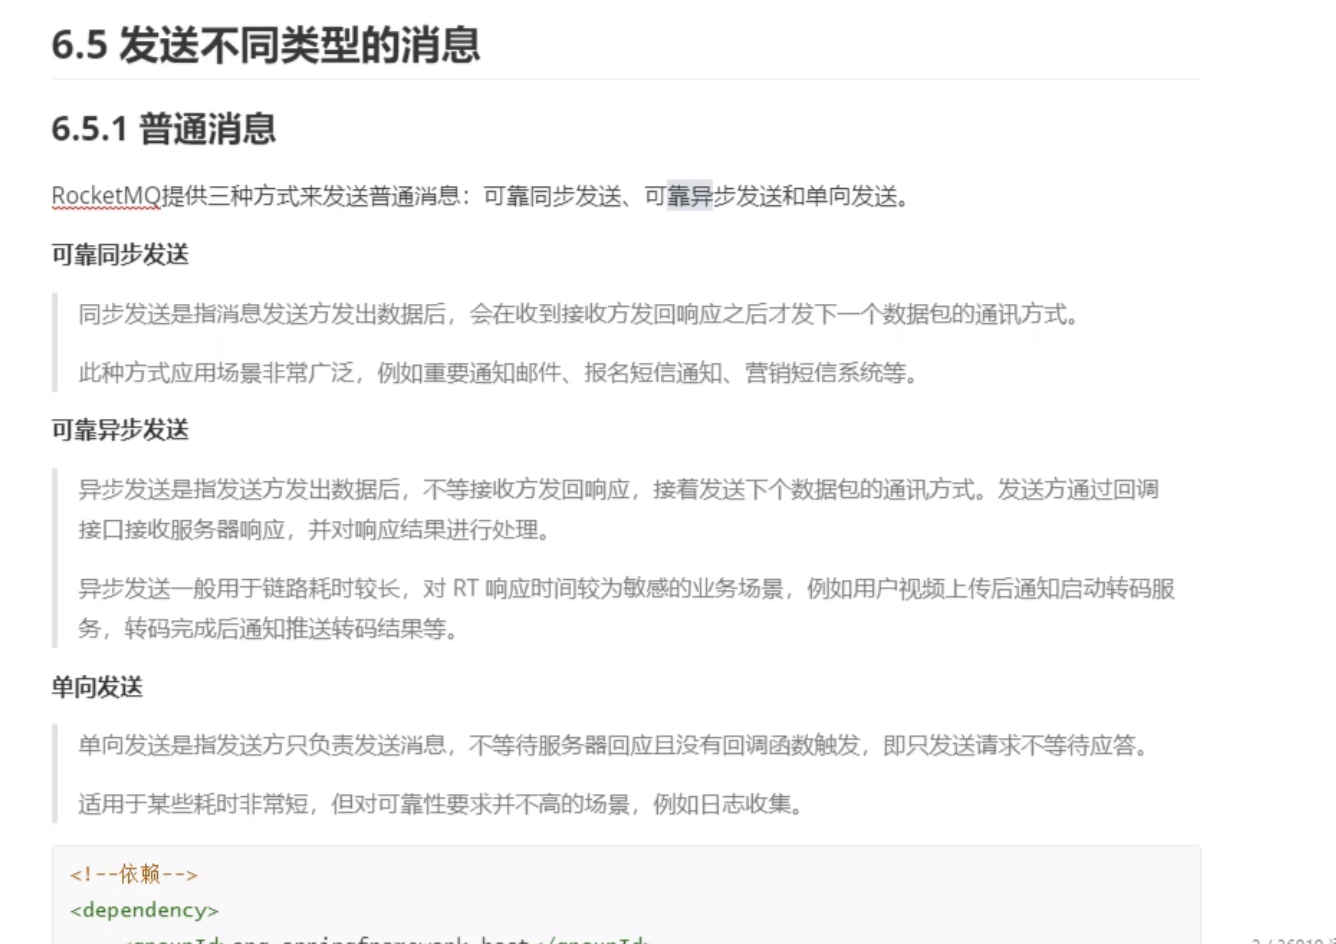 6.5 发送不同类型的消息
6.5.1 普通消息
RocketMQ提供三种方式来发送普通消息：可靠同步发送、可靠异步发送和单向发送。
可靠同步发送
同步发送是指消息发送方发出数据后，会在收到接收方发回响应之后才发下一个数据包的通讯方式。
此种方式应用场景非常广泛，例如重要通知邮件、报名短信通知、营销短信系统等。
可靠异步发送
异步发送是指发送方发出数据后，不等接收方发回响应，接着发送下个数据包的通讯方式。发送方通过回调
接口接收服务器响应，并对响应结果进行处理。
异步发送一般用于链路耗时较长，对 RT 响应时间较为敏感的业务场景，例如用户视频上传后通知启动转码服
务，转码完成后通知推送转码结果等。
单向发送
单向发送是指发送方只负责发送消息，不等待服务器回应且没有回调函数触发，即只发送请求不等待应答。
适用于某些耗时非常短，但对可靠性要求并不高的场景，例如日志收集。
<!--依赖-->
<dependency>